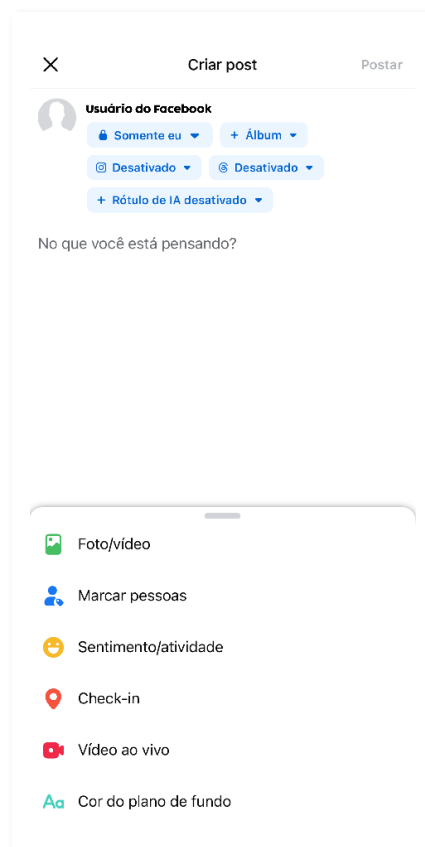 Criar post
Postar
Usuário do Facebook
Somente eu
+ Álbum
Desativado
Desativado
+ Rótulo de IA desativado
No que você está pensando?
Foto/vídeo
Marcar pessoas
Sentimento/atividade
Check-in
Vídeo ao vivo
Aa Cor do plano de fundo